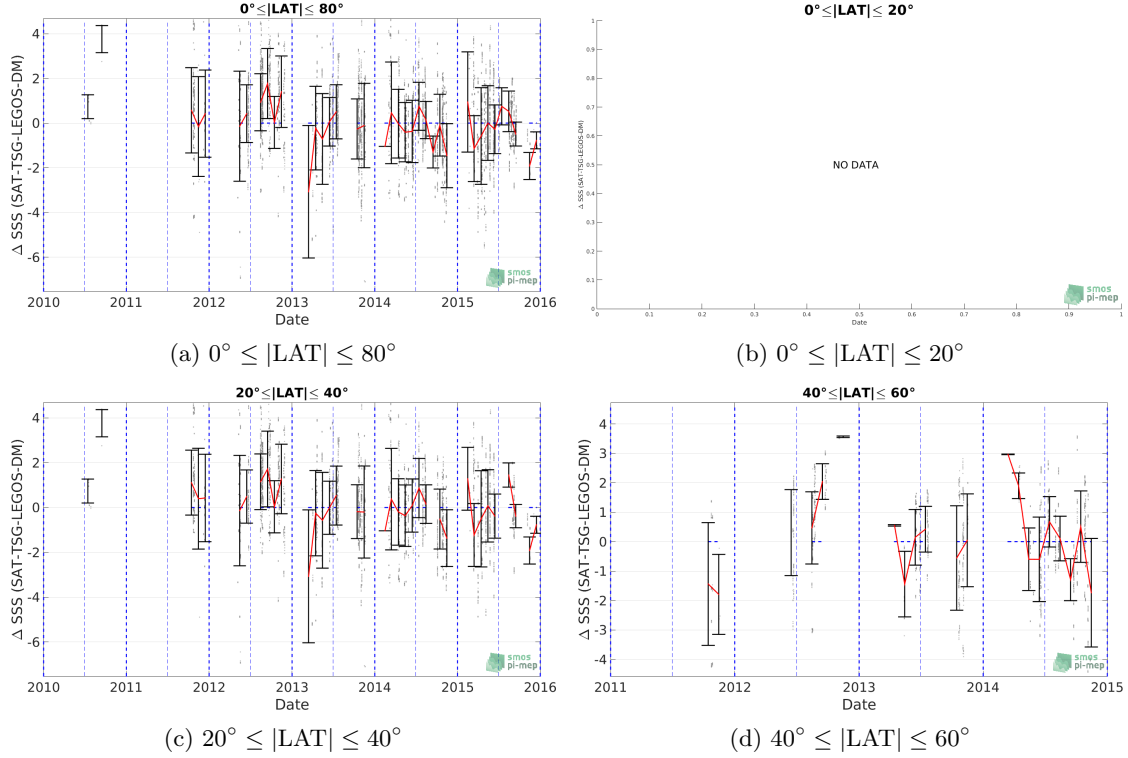 0°≤|LAT|≤ 80°
4
2
0
-2
-4
-6
Δ SSS (SAT-TSG-LEGOS-DM)
2010 2011 2012 2013 2014 2015 2016
Date
smos
pi-mep
(a) 0° ≤ |LAT| ≤ 80°
0°≤|LAT|≤ 20°
1
0.9
0.8
0.7
0.6
0.5
0.4
0.3
0.2
0.1
0
Δ SSS (SAT-TSG-LEGOS-DM)
NO DATA
0 0.1 0.2 0.3 0.4 0.5 0.6 0.7 0.8 0.9 1
Date
smos
pi-mep
(b) 0° ≤ |LAT| ≤ 20°
20°≤|LAT|≤ 40°
4
2
0
-2
-4
-6
Δ SSS (SAT-TSG-LEGOS-DM)
2010 2011 2012 2013 2014 2015 2016
Date
smos
pi-mep
(c) 20° ≤ |LAT| ≤ 40°
40°≤|LAT|≤ 60°
4
3
2
1
0
-1
-2
-3
-4
Δ SSS (SAT-TSG-LEGOS-DM)
2011 2012 2013 2014 2015
Date
smos
pi-mep
(d) 40° ≤ |LAT| ≤ 60°